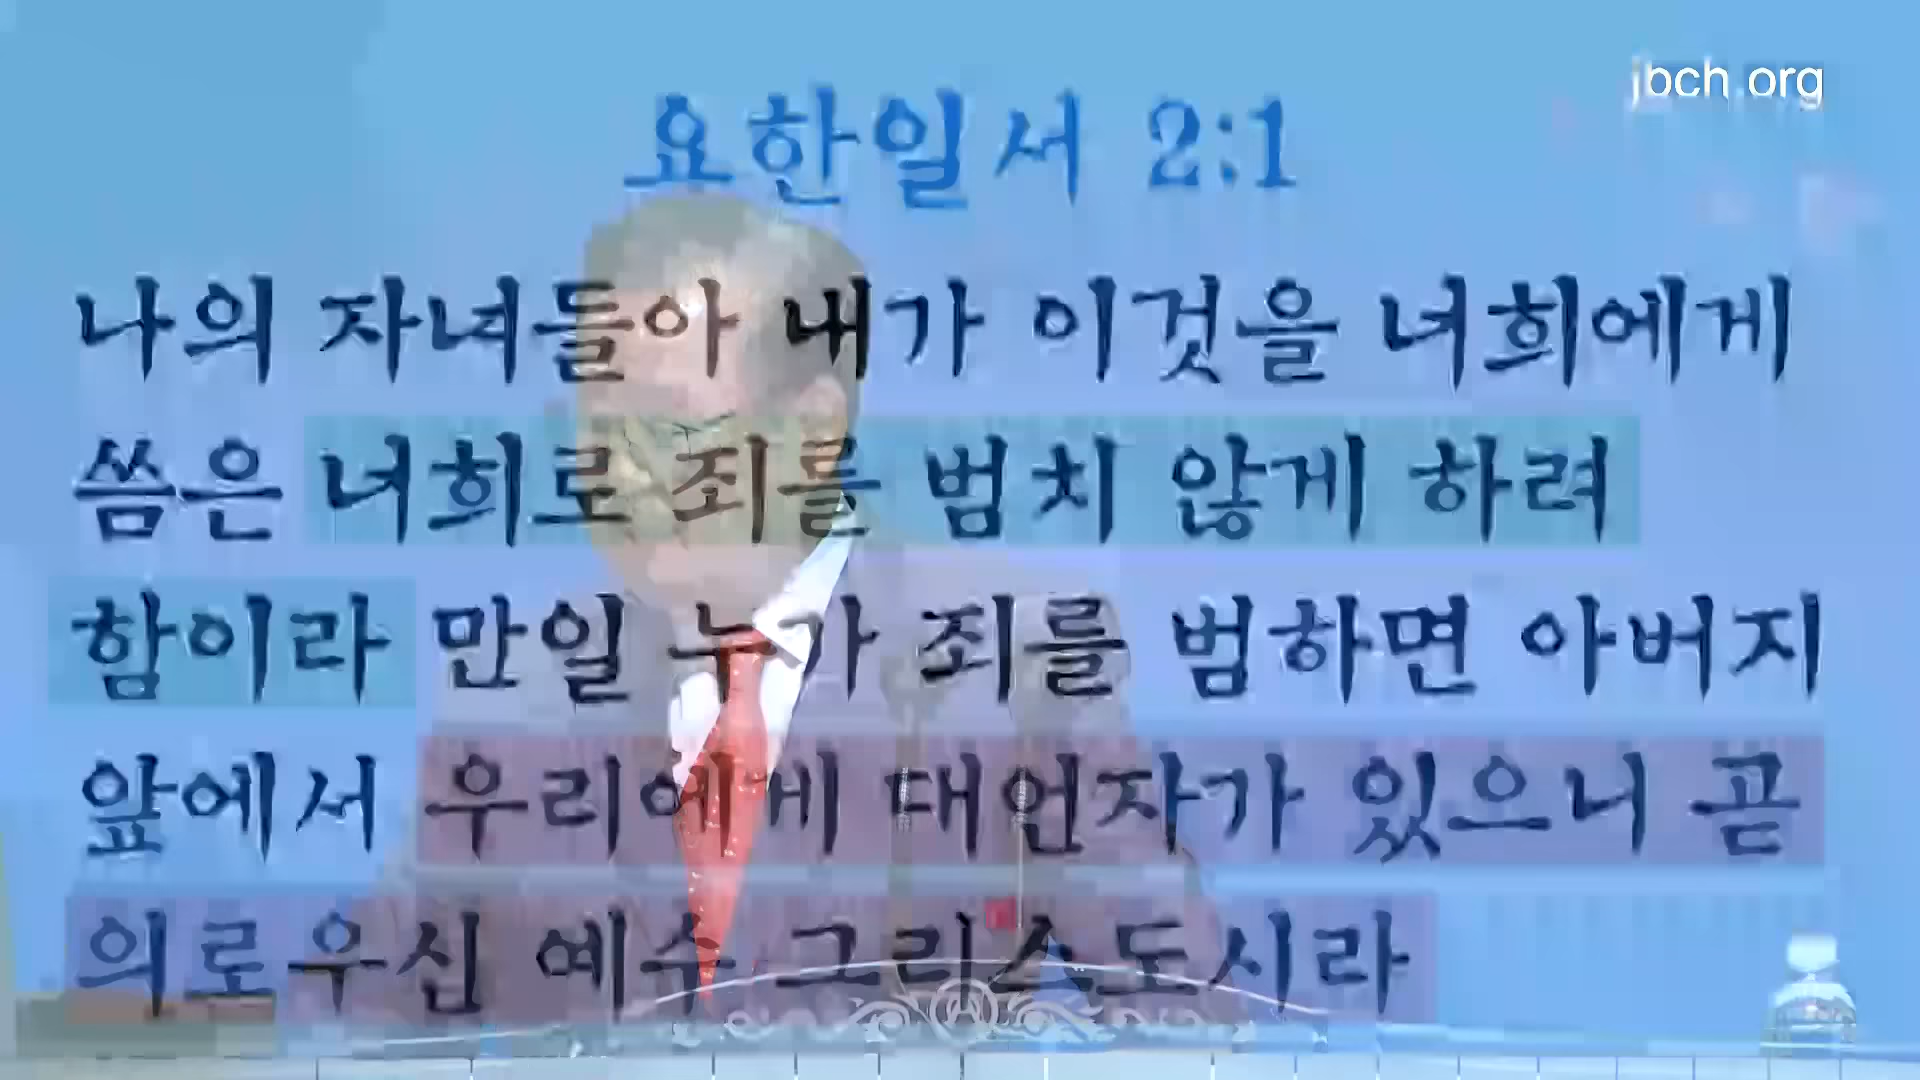 jbch.org
요한일서 2:1
나의 자녀들아 내가 이것을 너희에게
씀은 너희로 죄를 범치 않게 하려
함이라 만일 누가 죄를 범하면 아버지
앞에서 우리에게 대언자가 있으니 곧
의로우신 예수 그리스도시라